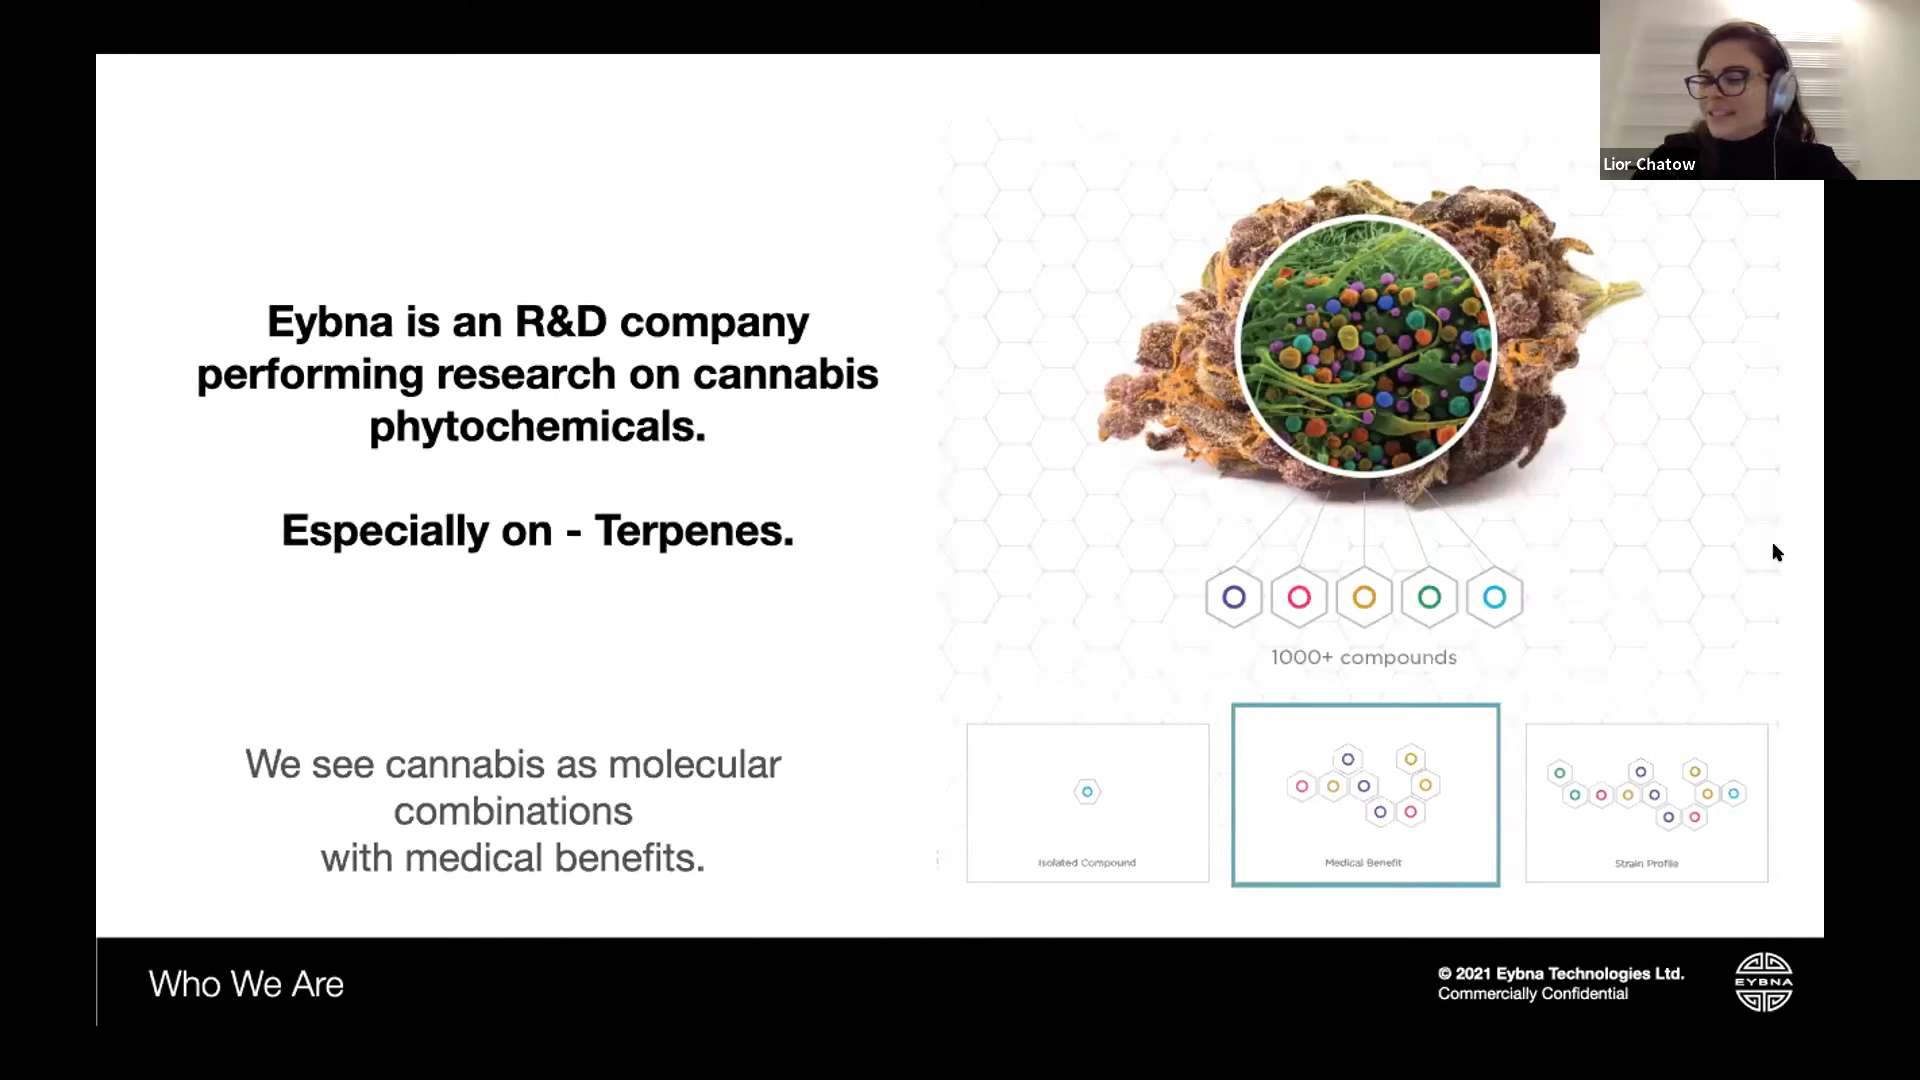 Lior Chatow
Eybna is an R&D company
performing research on cannabis
phytochemicals.
Especially on - Terpenes.
We see cannabis as molecular
combinations
with medical benefits.
1000+ compounds
Isolated Compound
Medical Benefit
Strain Profile
Who We Are
© 2021 Eybna Technologies Ltd.
Commercially Confidential
EYBNA